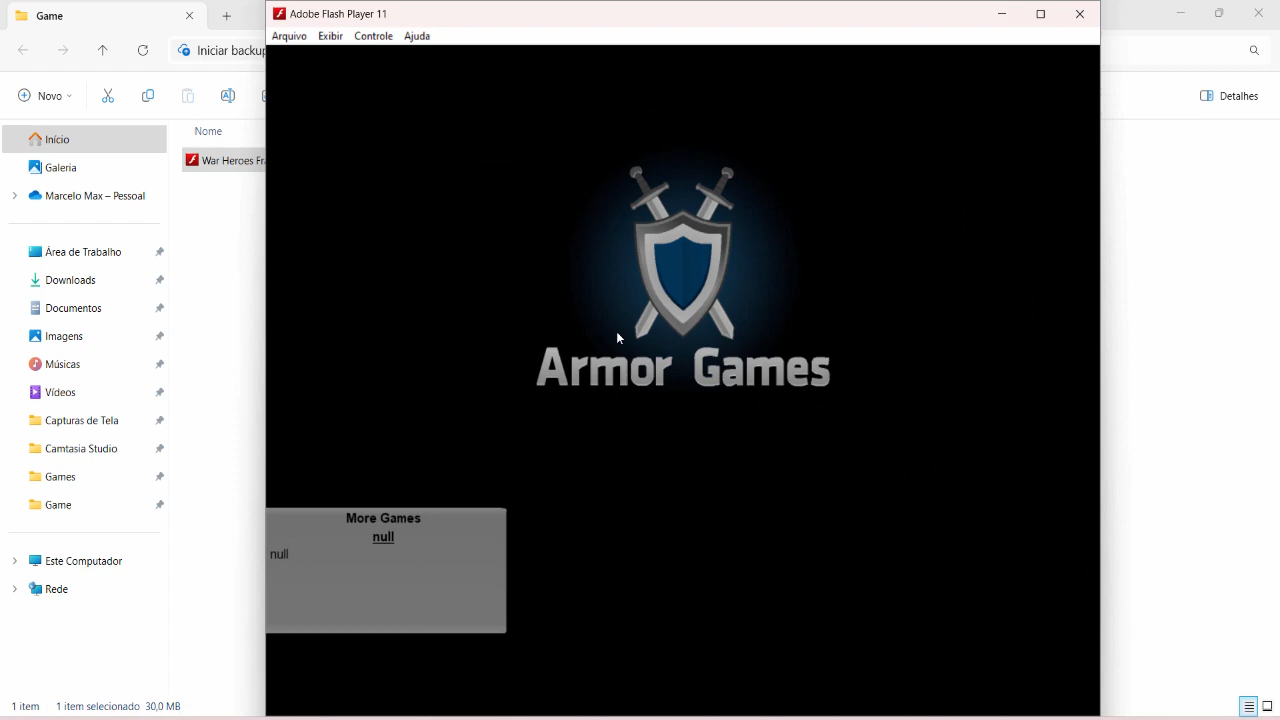 Game
Adobe Flash Player 11
Arquivo Exibir Controle Ajuda
Iniciar backup
Novo
Detalhes
Nome
War Heroes Fra
Início
Galeria
Marcelo Max – Pessoal
Área de Trabalho
Downloads
Documentos
Imagens
Músicas
Vídeos
Capturas de Tela
Camtasia Studio
Games
Game
Este Computador
Rede
Armor Games
More Games
null
null
1 item 1 item selecionado 30,0 MB